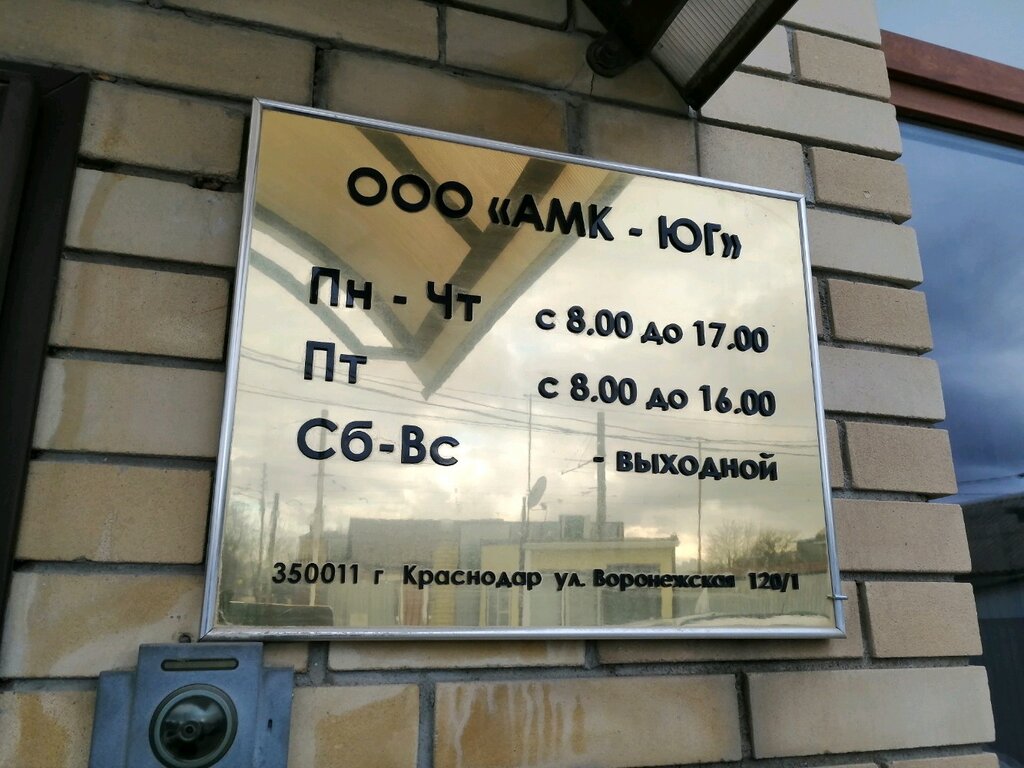 ООО «АМК - ЮГ»
Пн - Чт с 8.00 до 17.00
Пт с 8.00 до 16.00
Сб-Вс - выходной
350011 г Краснодар ул. Воронежская 120/1